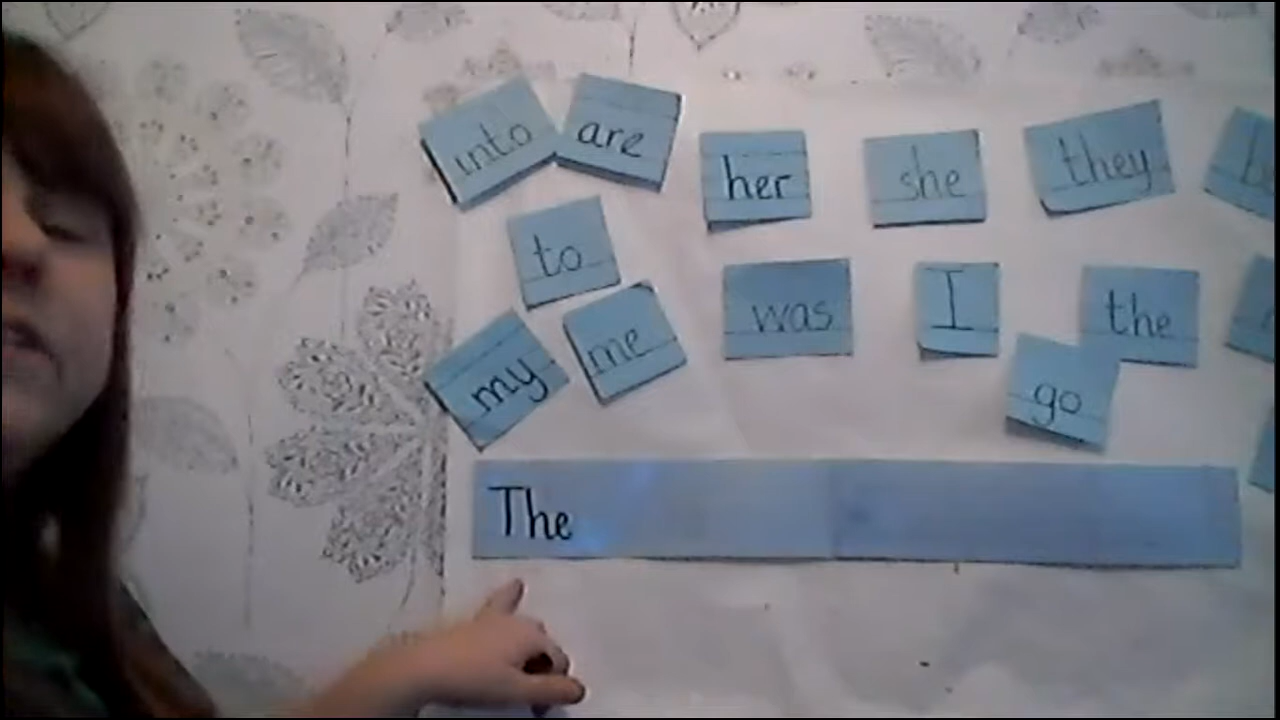 into are her she they
to
was I the
my me
go
The